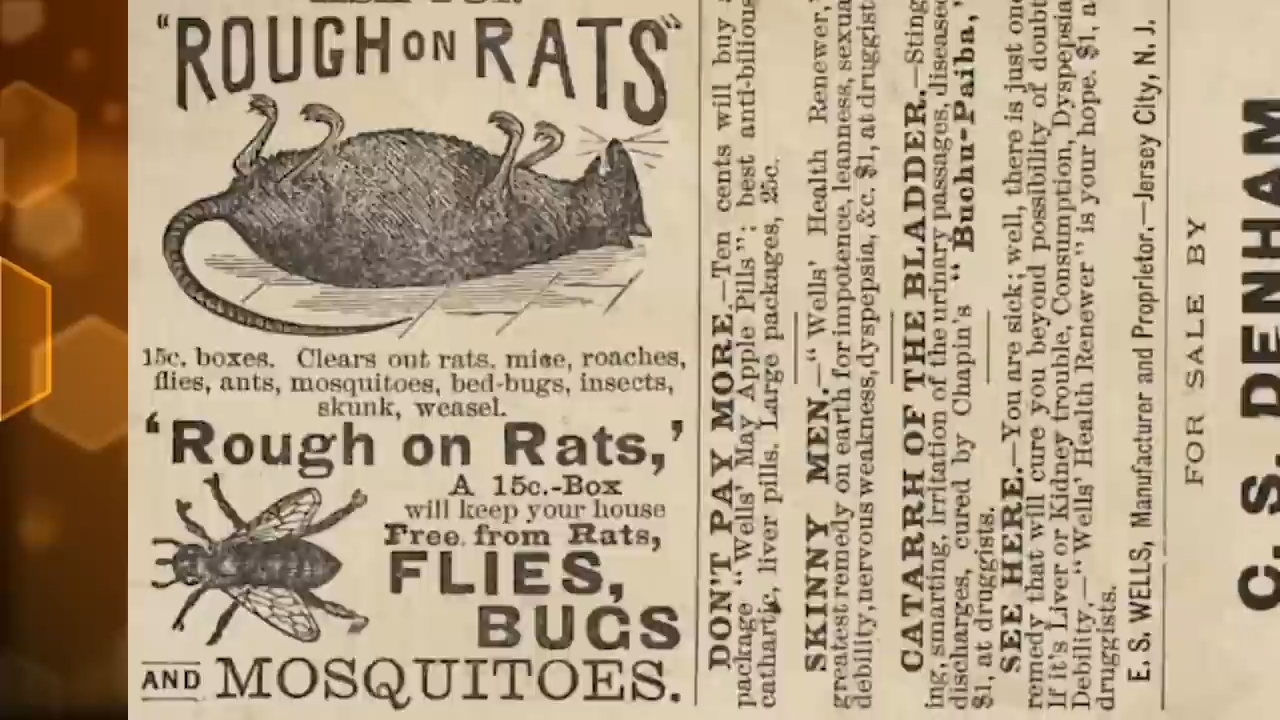 "ROUGH ON RATS"
15c. boxes. Clears out rats, mice, roaches,
flies, ants, mosquitoes, bed-bugs, insects,
skunk, weasel.
'Rough on Rats,'
A 15c.-Box
will keep your house
Free from Rats,
FLIES,
BUGS
AND MOSQUITOES.
DON'T PAY MORE.—Ten cents will buy
package "Wells' May Apple Pills"; best anti-bilious
cathartic, liver pills. Large packages, 25c.
SKINNY MEN.—"Wells' Health Renewer,"
greatest remedy on earth for impotence, leanness, sexua
debility, nervous weakness, dyspepsia, &c. $1, at druggist
CATARRH OF THE BLADDER.—Sting
ing, smarting, irritation of the urinary passages, diseased
discharges, cured by Chapin's "Buchu-Paiba,"
$1, at druggists.
SEE HERE.—You are sick; well, there is just one
remedy that will cure you beyond possibility of doubt
If it's Liver or Kidney trouble, Consumption, Dyspepsia
Debility,—"Wells' Health Renewer" is your hope. $1, a
druggists.
E. S. WELLS, Manufacturer and Proprietor.—Jersey City, N. J.
FOR SALE BY
C. S. DENHAM